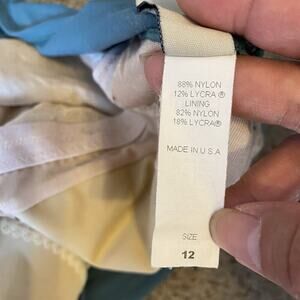 88% NYLON
12% LYCRA ®
LINING
82% NYLON
18% LYCRA®
MADE IN U.S.A
SIZE
12